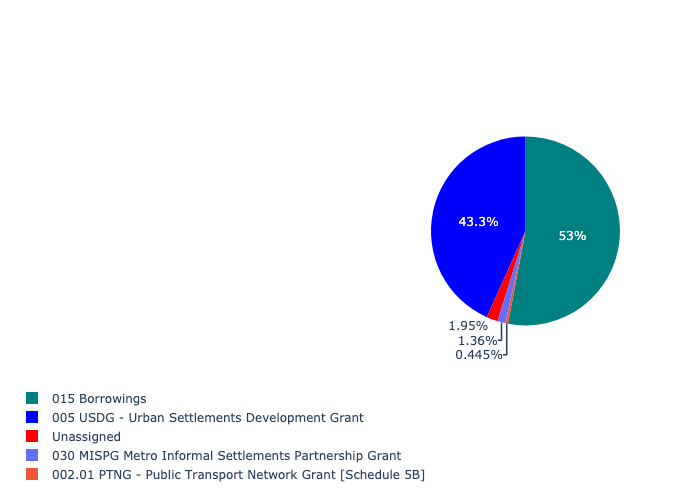 43.3%
53%
1.95%
1.36%
0.445%
015 Borrowings
005 USDG - Urban Settlements Development Grant
Unassigned
030 MISPG Metro Informal Settlements Partnership Grant
002.01 PTNG - Public Transport Network Grant [Schedule 5B]